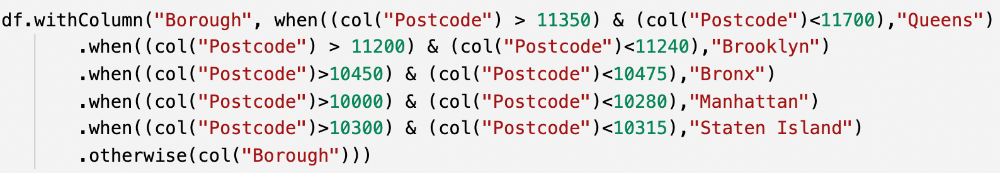 df.withColumn("Borough", when((col("Postcode") > 11350) & (col("Postcode")<11700),"Queens")
.when((col("Postcode") > 11200) & (col("Postcode")<11240),"Brooklyn")
.when((col("Postcode")>10450) & (col("Postcode")<10475),"Bronx")
.when((col("Postcode")>10000) & (col("Postcode")<10280),"Manhattan")
.when((col("Postcode")>10300) & (col("Postcode")<10315),"Staten Island")
.otherwise(col("Borough")))